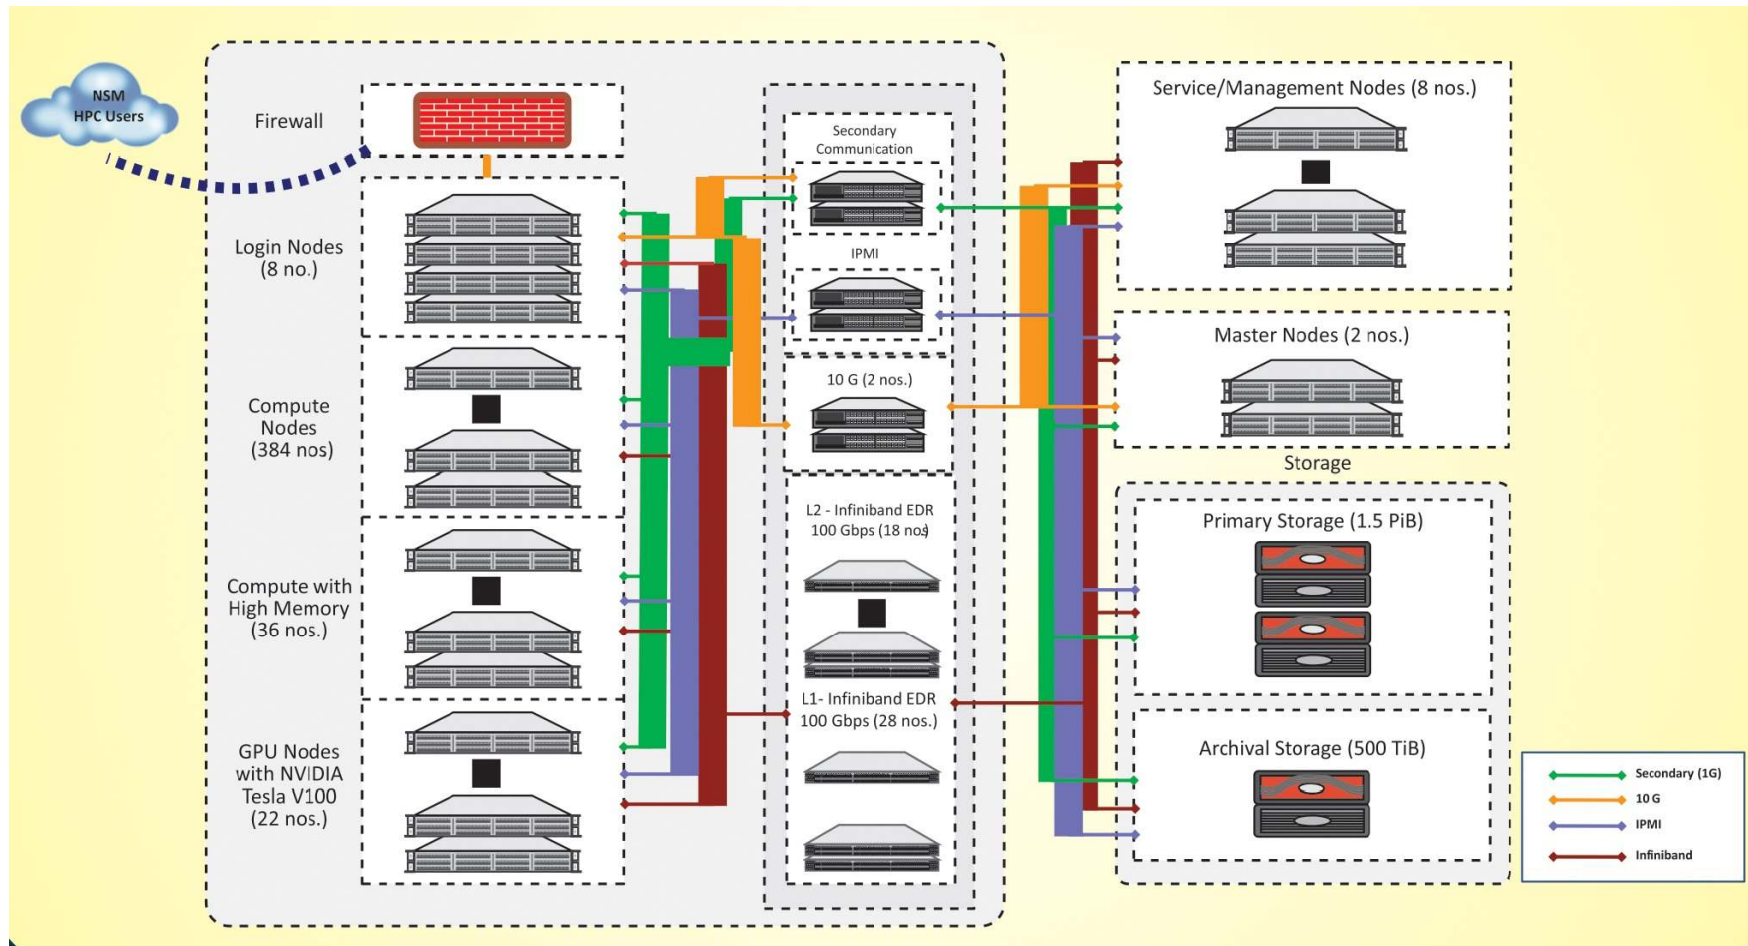 NSM
HPC Users
Firewall
Login Nodes
(8 no.)
Compute
Nodes
(384 nos)
Compute with
High Memory
(36 nos.)
GPU Nodes
with NVIDIA
Tesla V100
(22 nos.)
Secondary
Communication
IPMI
10 G (2 nos.)
L2 - Infiniband EDR
100 Gbps (18 nos)
L1- Infiniband EDR
100 Gbps (28 nos.)
Service/Management Nodes (8 nos.)
Master Nodes (2 nos.)
Storage
Primary Storage (1.5 PiB)
Archival Storage (500 TiB)
Secondary (1G)
10 G
IPMI
Infiniband